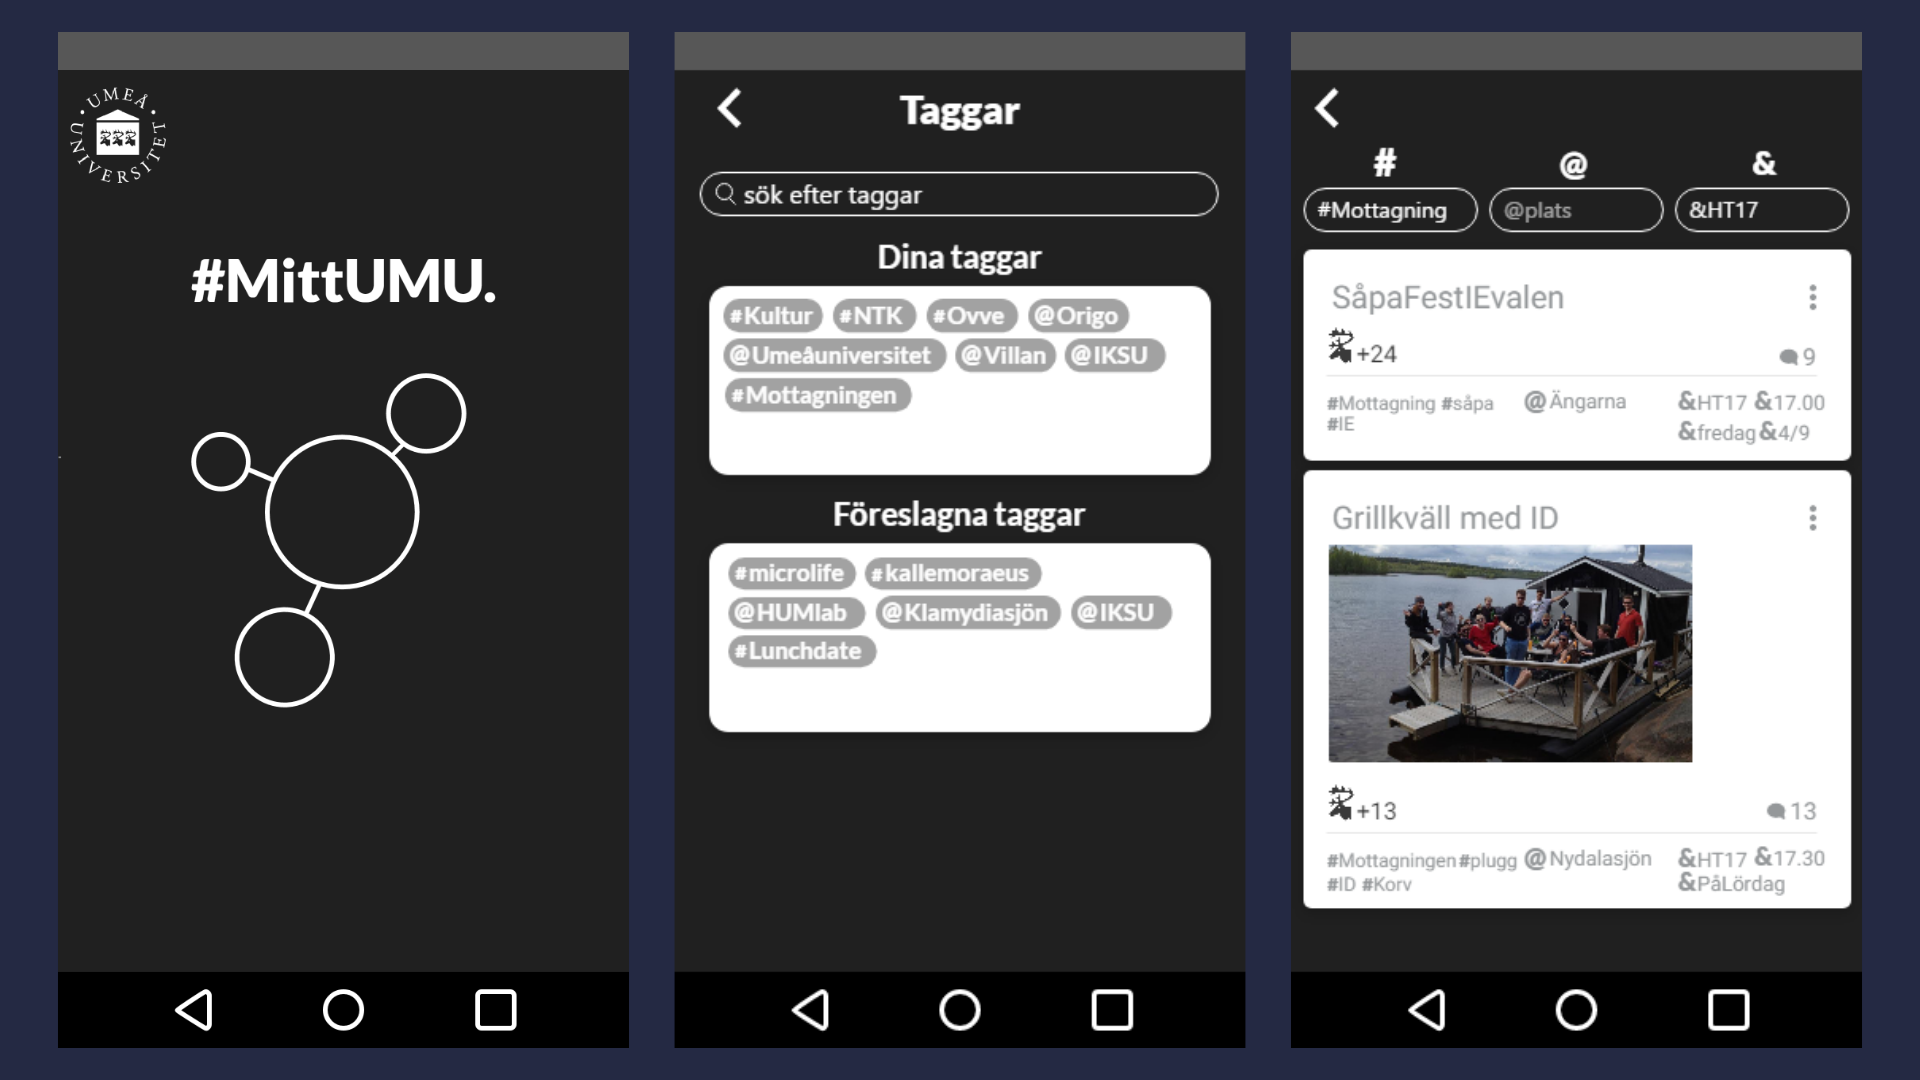 UMEÅ UNIVERSITET
#MittUMU.
Taggar
sök efter taggar
Dina taggar
#Kultur #NTK #Ovve @Origo
@Umeåuniversitet @Villan @IKSU
#Mottagningen
Föreslagna taggar
#microlife #kallemoraeus
@HUMlab @Klamydiasjön @IKSU
#Lunchdate
# @ &
#Mottagning @plats &HT17
SåpaFestIEvalen
+24 9
#Mottagning #såpa @Ängarna &HT17 &17.00
#IE &fredag &4/9
Grillkväll med ID
+13 13
#Mottagningen #plugg @Nydalasjön &HT17 &17.30
#ID #Korv &PåLördag